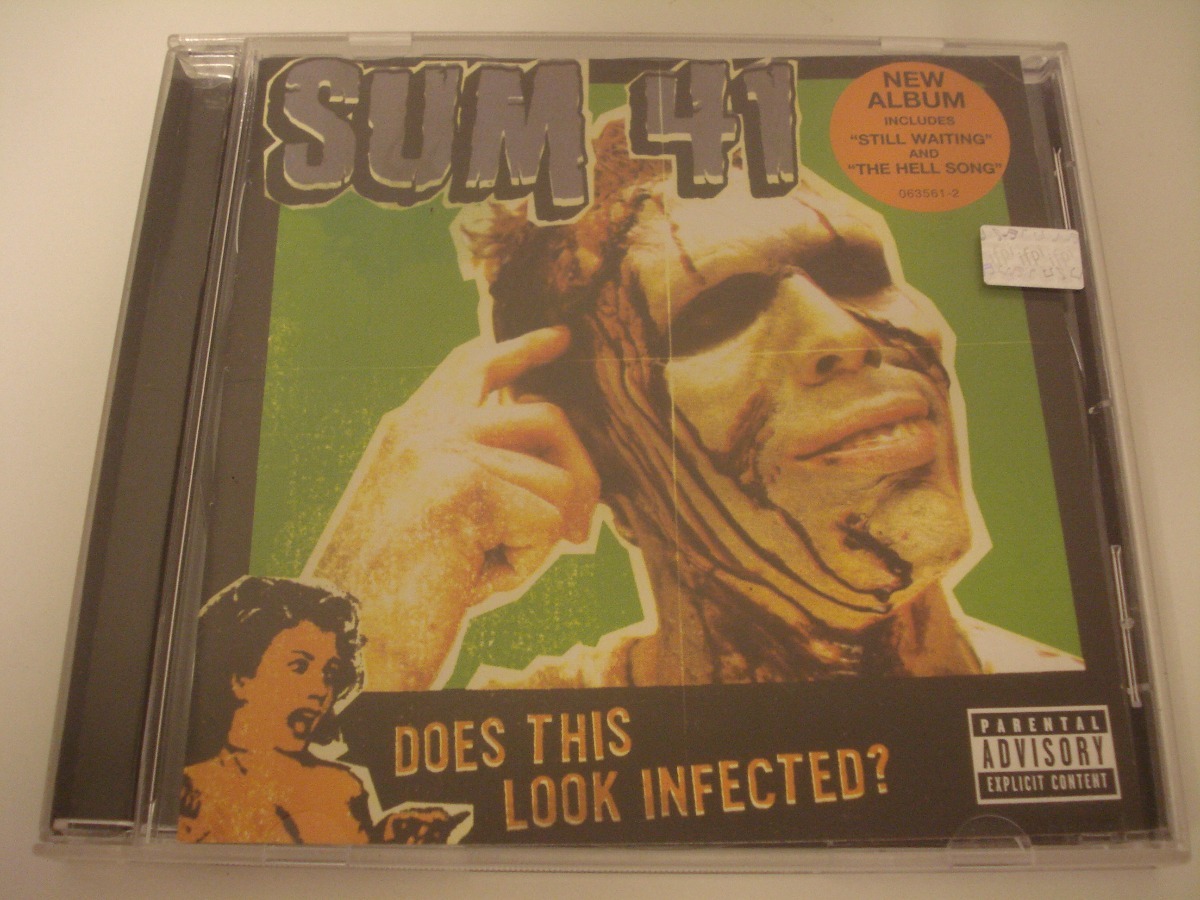 SUM 41
NEW
ALBUM
INCLUDES
"STILL WAITING"
AND
"THE HELL SONG"
063561-2
DOES THIS
LOOK INFECTED?
PARENTAL
ADVISORY
EXPLICIT CONTENT